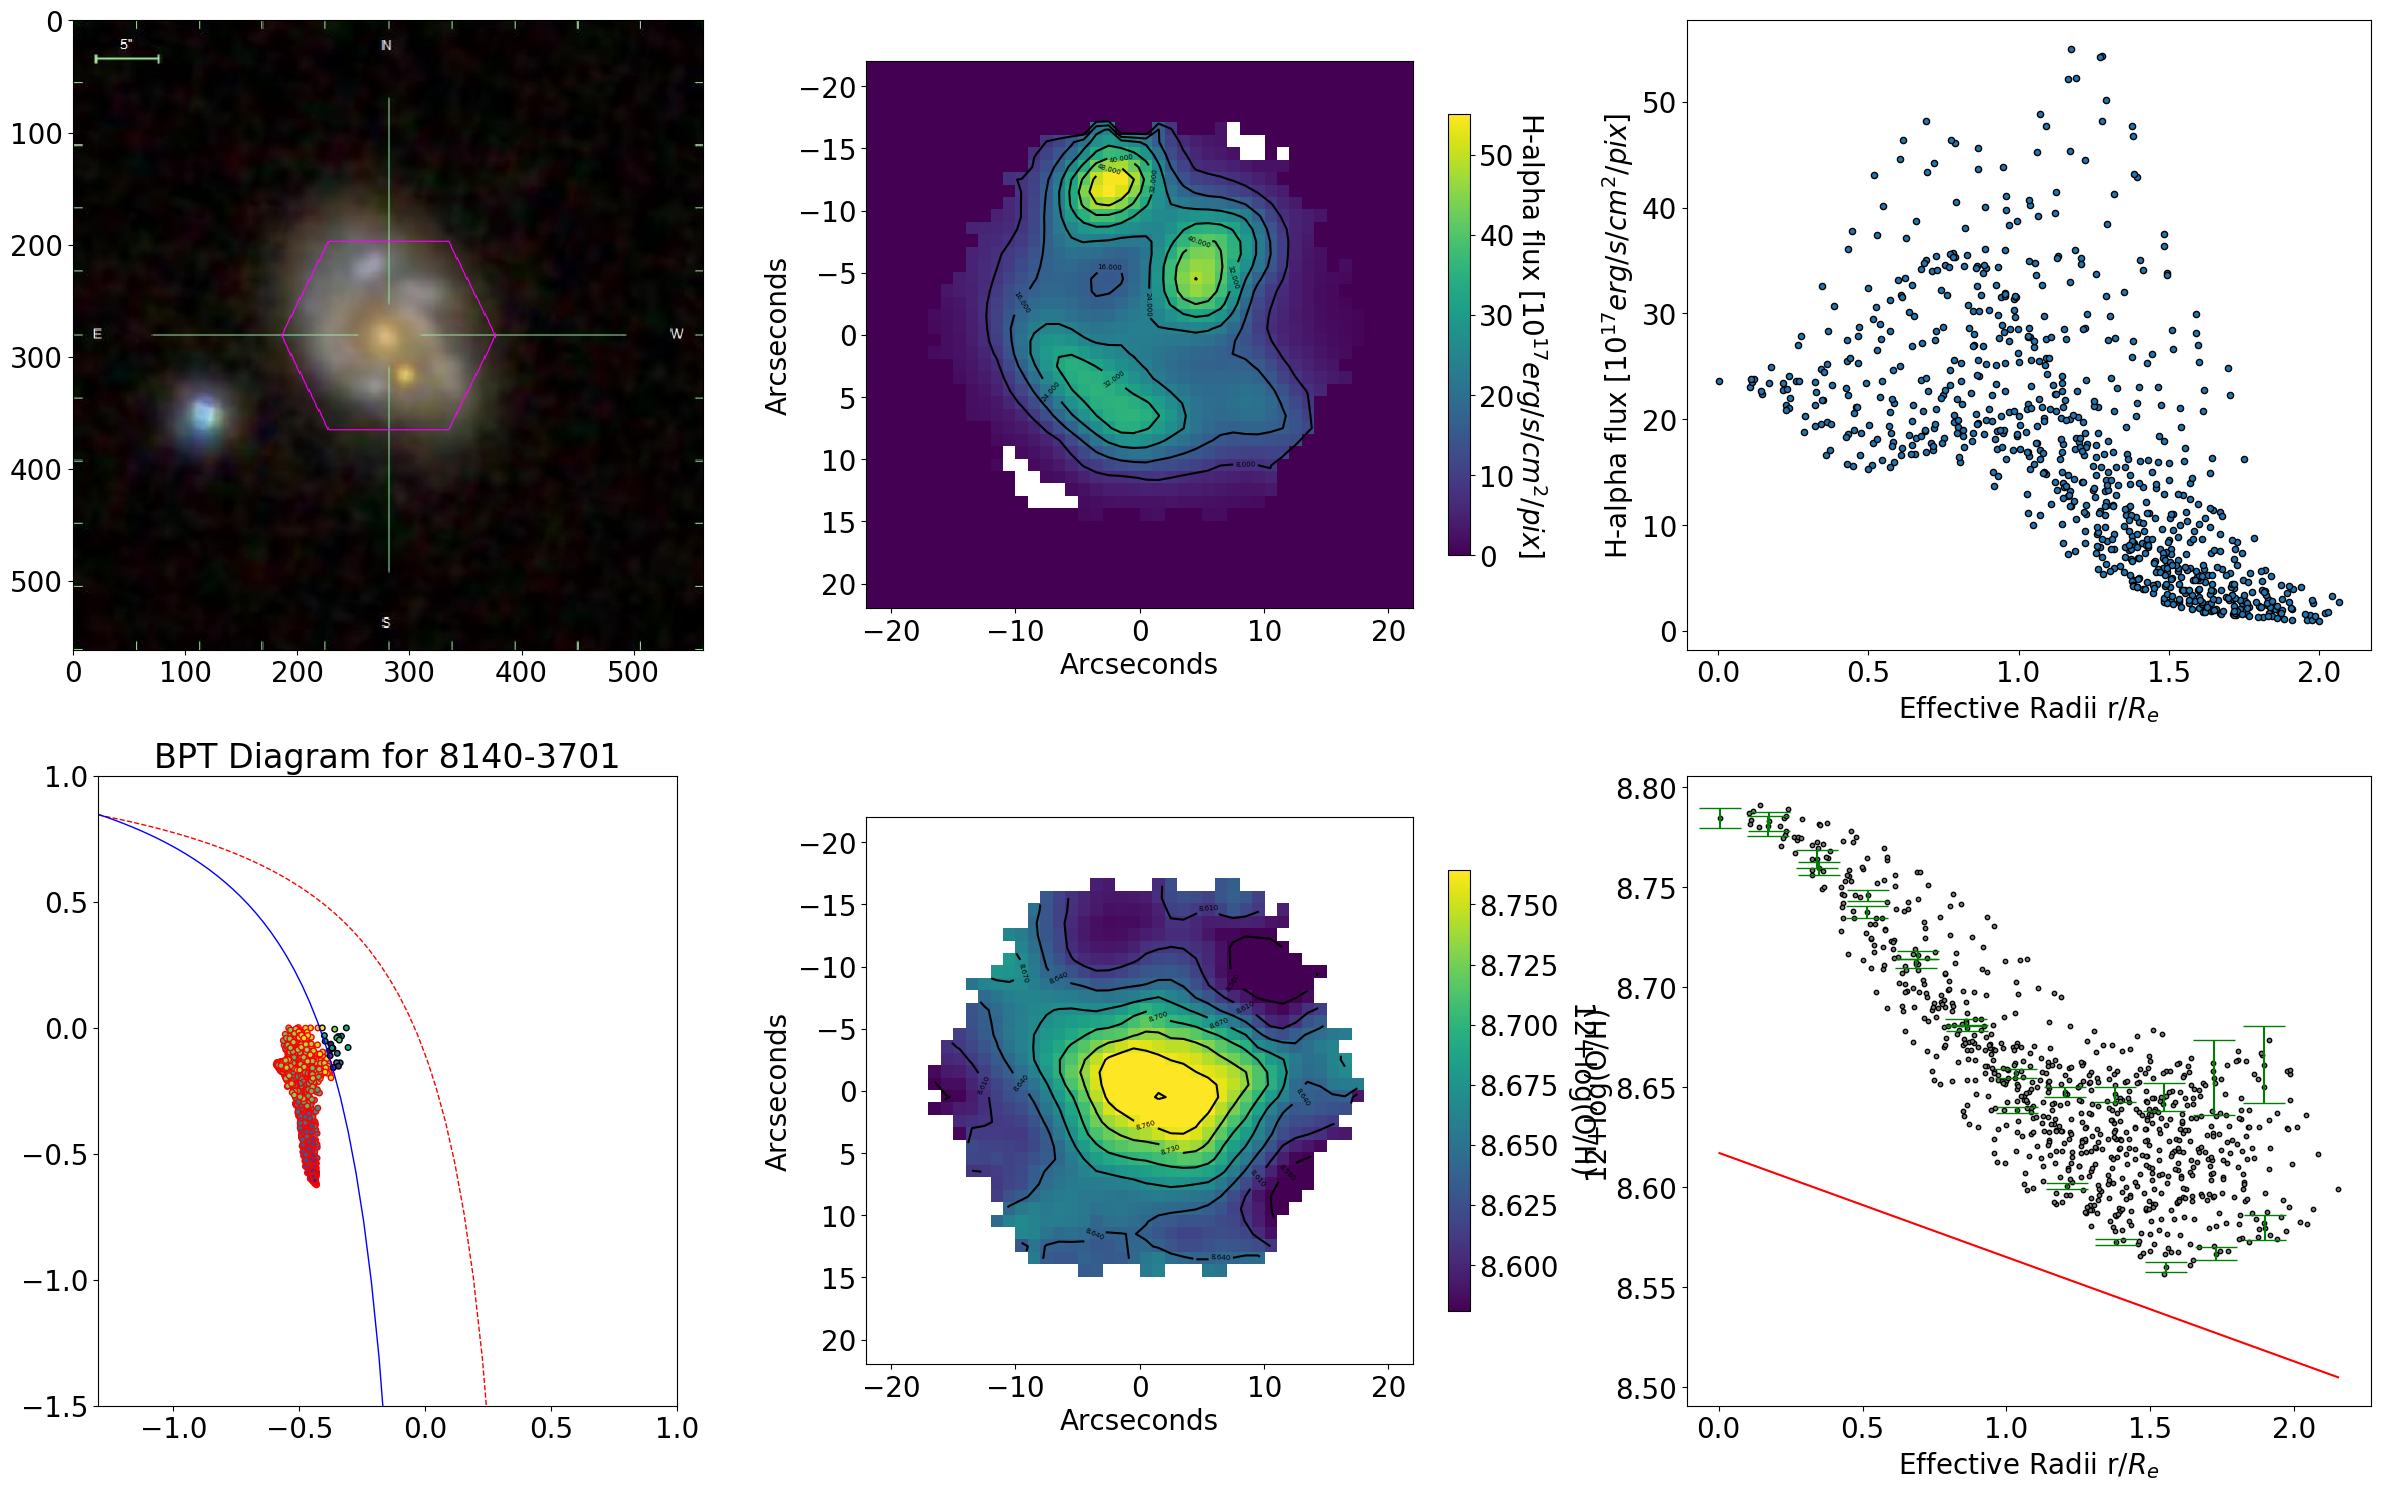 0
100
200
300
400
500
5"
N
E
W
S
0 100 200 300 400 500
−20
−15
−10
−5
0
5
10
15
20
Arcseconds
−20 −10 0 10 20
Arcseconds
50
40
30
20
10
0
H-alpha flux [10^17 erg/s/cm^2/pix]
H-alpha flux [10^17 erg/s/cm^2/pix]
50
40
30
20
10
0
0.0 0.5 1.0 1.5 2.0
Effective Radii r/R_e
BPT Diagram for 8140-3701
1.0
0.5
0.0
−0.5
−1.0
−1.5
−1.0 −0.5 0.0 0.5 1.0
−20
−15
−10
−5
0
5
10
15
20
Arcseconds
−20 −10 0 10 20
Arcseconds
8.750
8.725
8.700
8.675
8.650
8.625
8.600
12+log(O/H)
12+log(O/H)
8.80
8.75
8.70
8.65
8.60
8.55
8.50
0.0 0.5 1.0 1.5 2.0
Effective Radii r/R_e